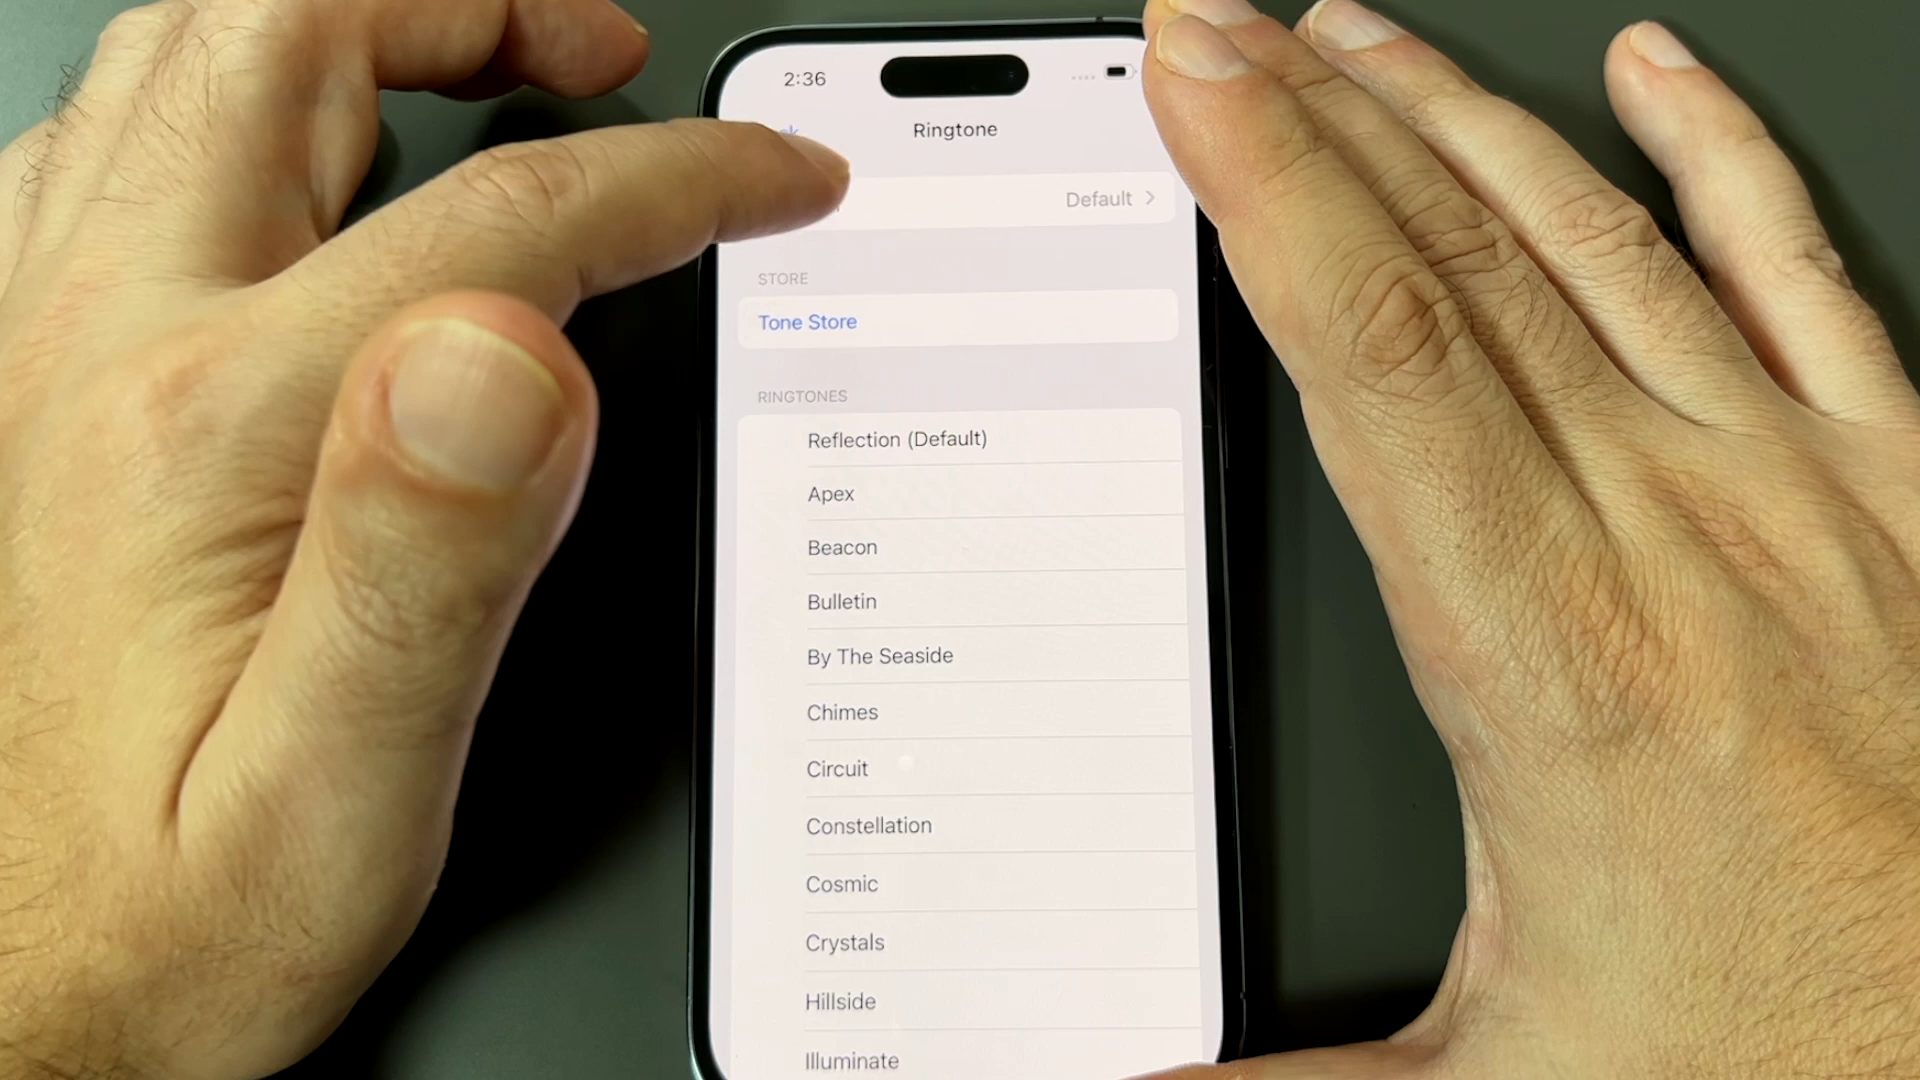 2:36
Ringtone
Default
STORE
Tone Store
RINGTONES
Reflection (Default)
Apex
Beacon
Bulletin
By The Seaside
Chimes
Circuit
Constellation
Cosmic
Crystals
Hillside
Illuminate